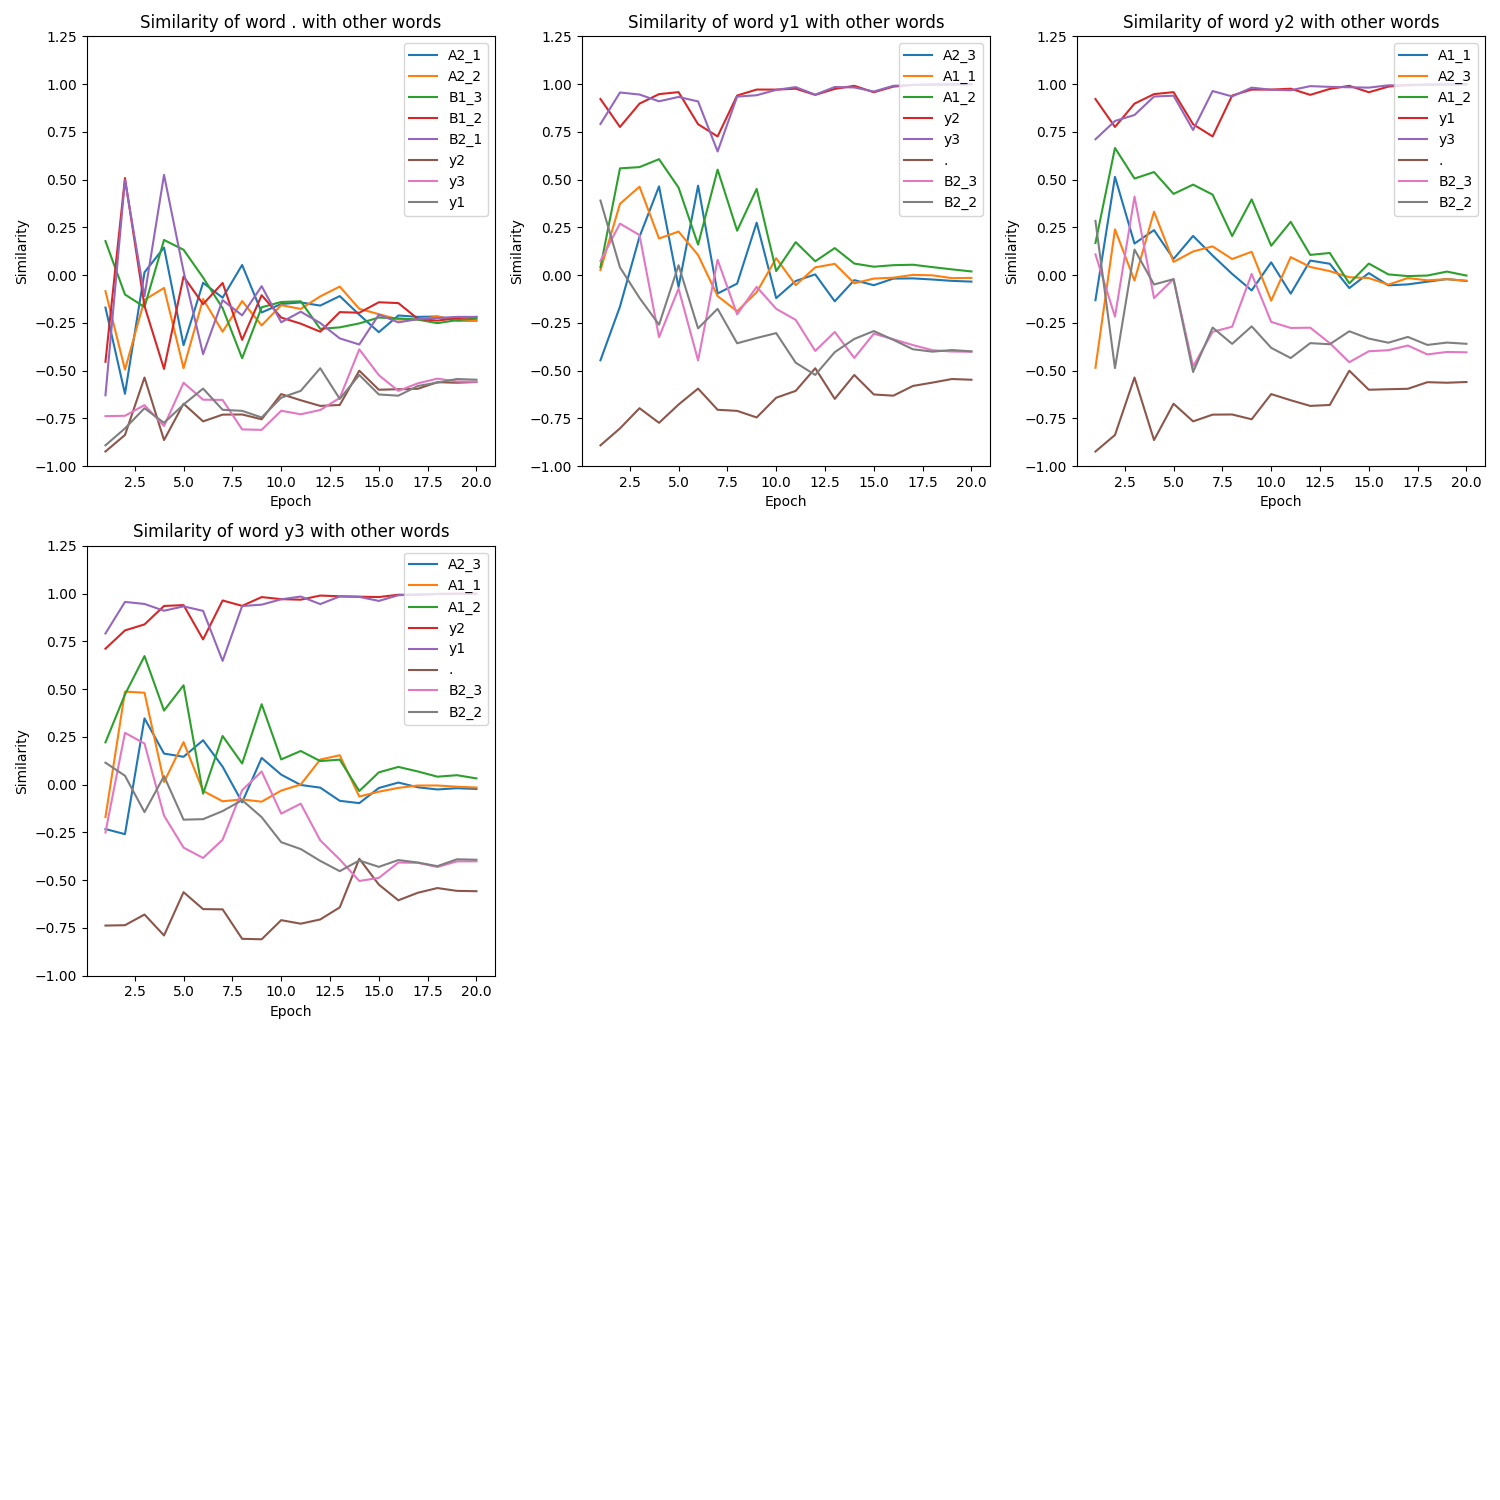 Similarity of word . with other words
1.25
1.00
0.75
0.50
0.25
0.00
−0.25
−0.50
−0.75
−1.00
Similarity
2.5 5.0 7.5 10.0 12.5 15.0 17.5 20.0
Epoch
A2_1
A2_2
B1_3
B1_2
B2_1
y2
y3
y1
Similarity of word y1 with other words
1.25
1.00
0.75
0.50
0.25
0.00
−0.25
−0.50
−0.75
−1.00
Similarity
2.5 5.0 7.5 10.0 12.5 15.0 17.5 20.0
Epoch
A2_3
A1_1
A1_2
y2
y3
.
B2_3
B2_2
Similarity of word y2 with other words
1.25
1.00
0.75
0.50
0.25
0.00
−0.25
−0.50
−0.75
−1.00
Similarity
2.5 5.0 7.5 10.0 12.5 15.0 17.5 20.0
Epoch
A1_1
A2_3
A1_2
y1
y3
.
B2_3
B2_2
Similarity of word y3 with other words
1.25
1.00
0.75
0.50
0.25
0.00
−0.25
−0.50
−0.75
−1.00
Similarity
2.5 5.0 7.5 10.0 12.5 15.0 17.5 20.0
Epoch
A2_3
A1_1
A1_2
y2
y1
.
B2_3
B2_2